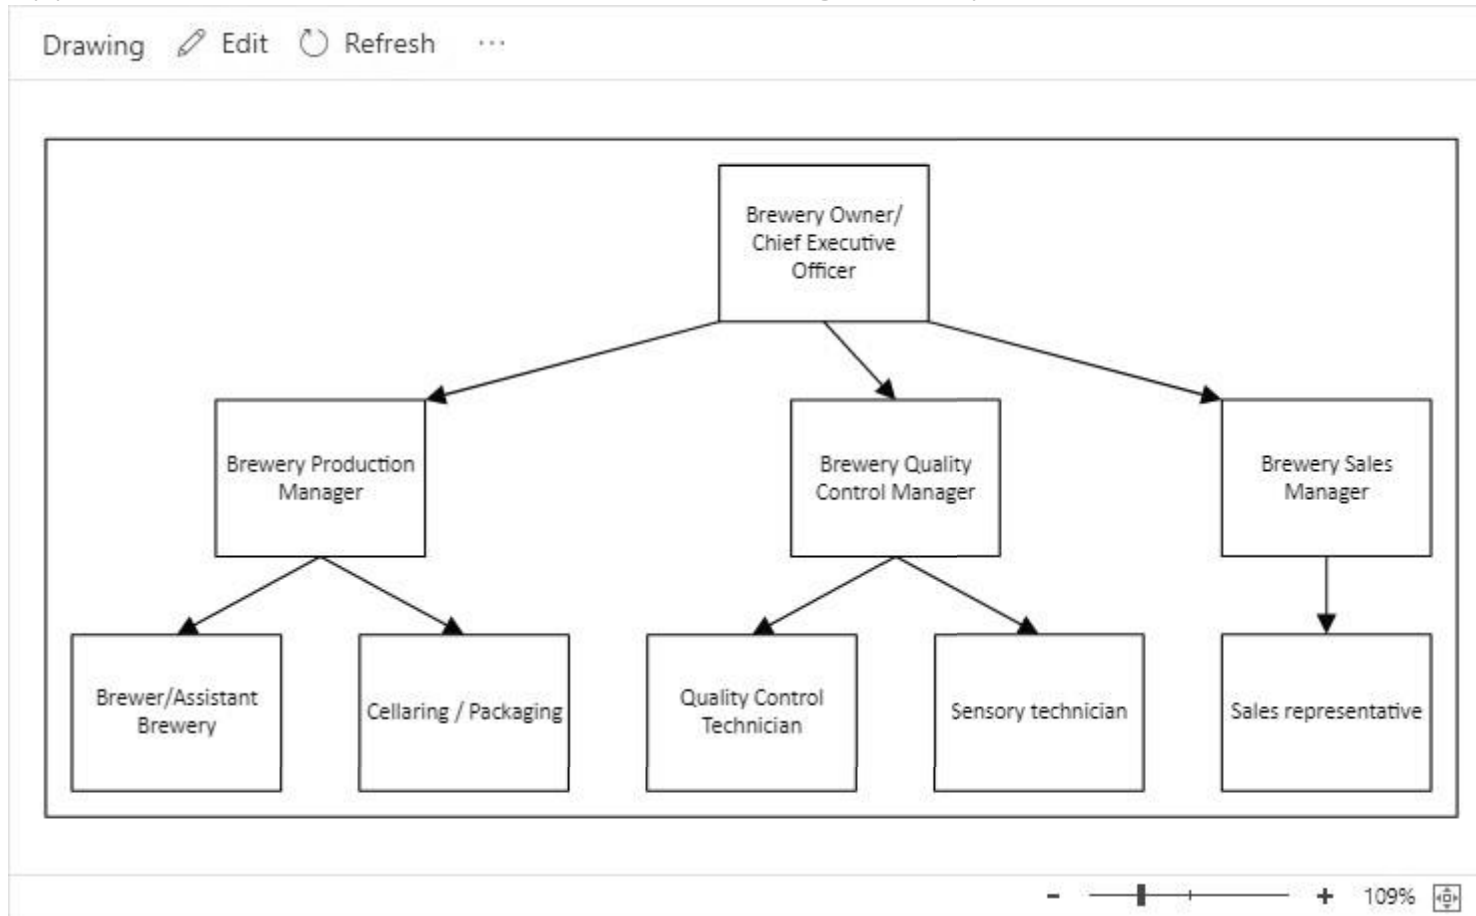 Drawing Edit Refresh ...
Brewery Owner/
Chief Executive
Officer
Brewery Production
Manager
Brewery Quality
Control Manager
Brewery Sales
Manager
Brewer/Assistant
Brewery
Cellaring / Packaging
Quality Control
Technician
Sensory technician
Sales representative
- + 109%